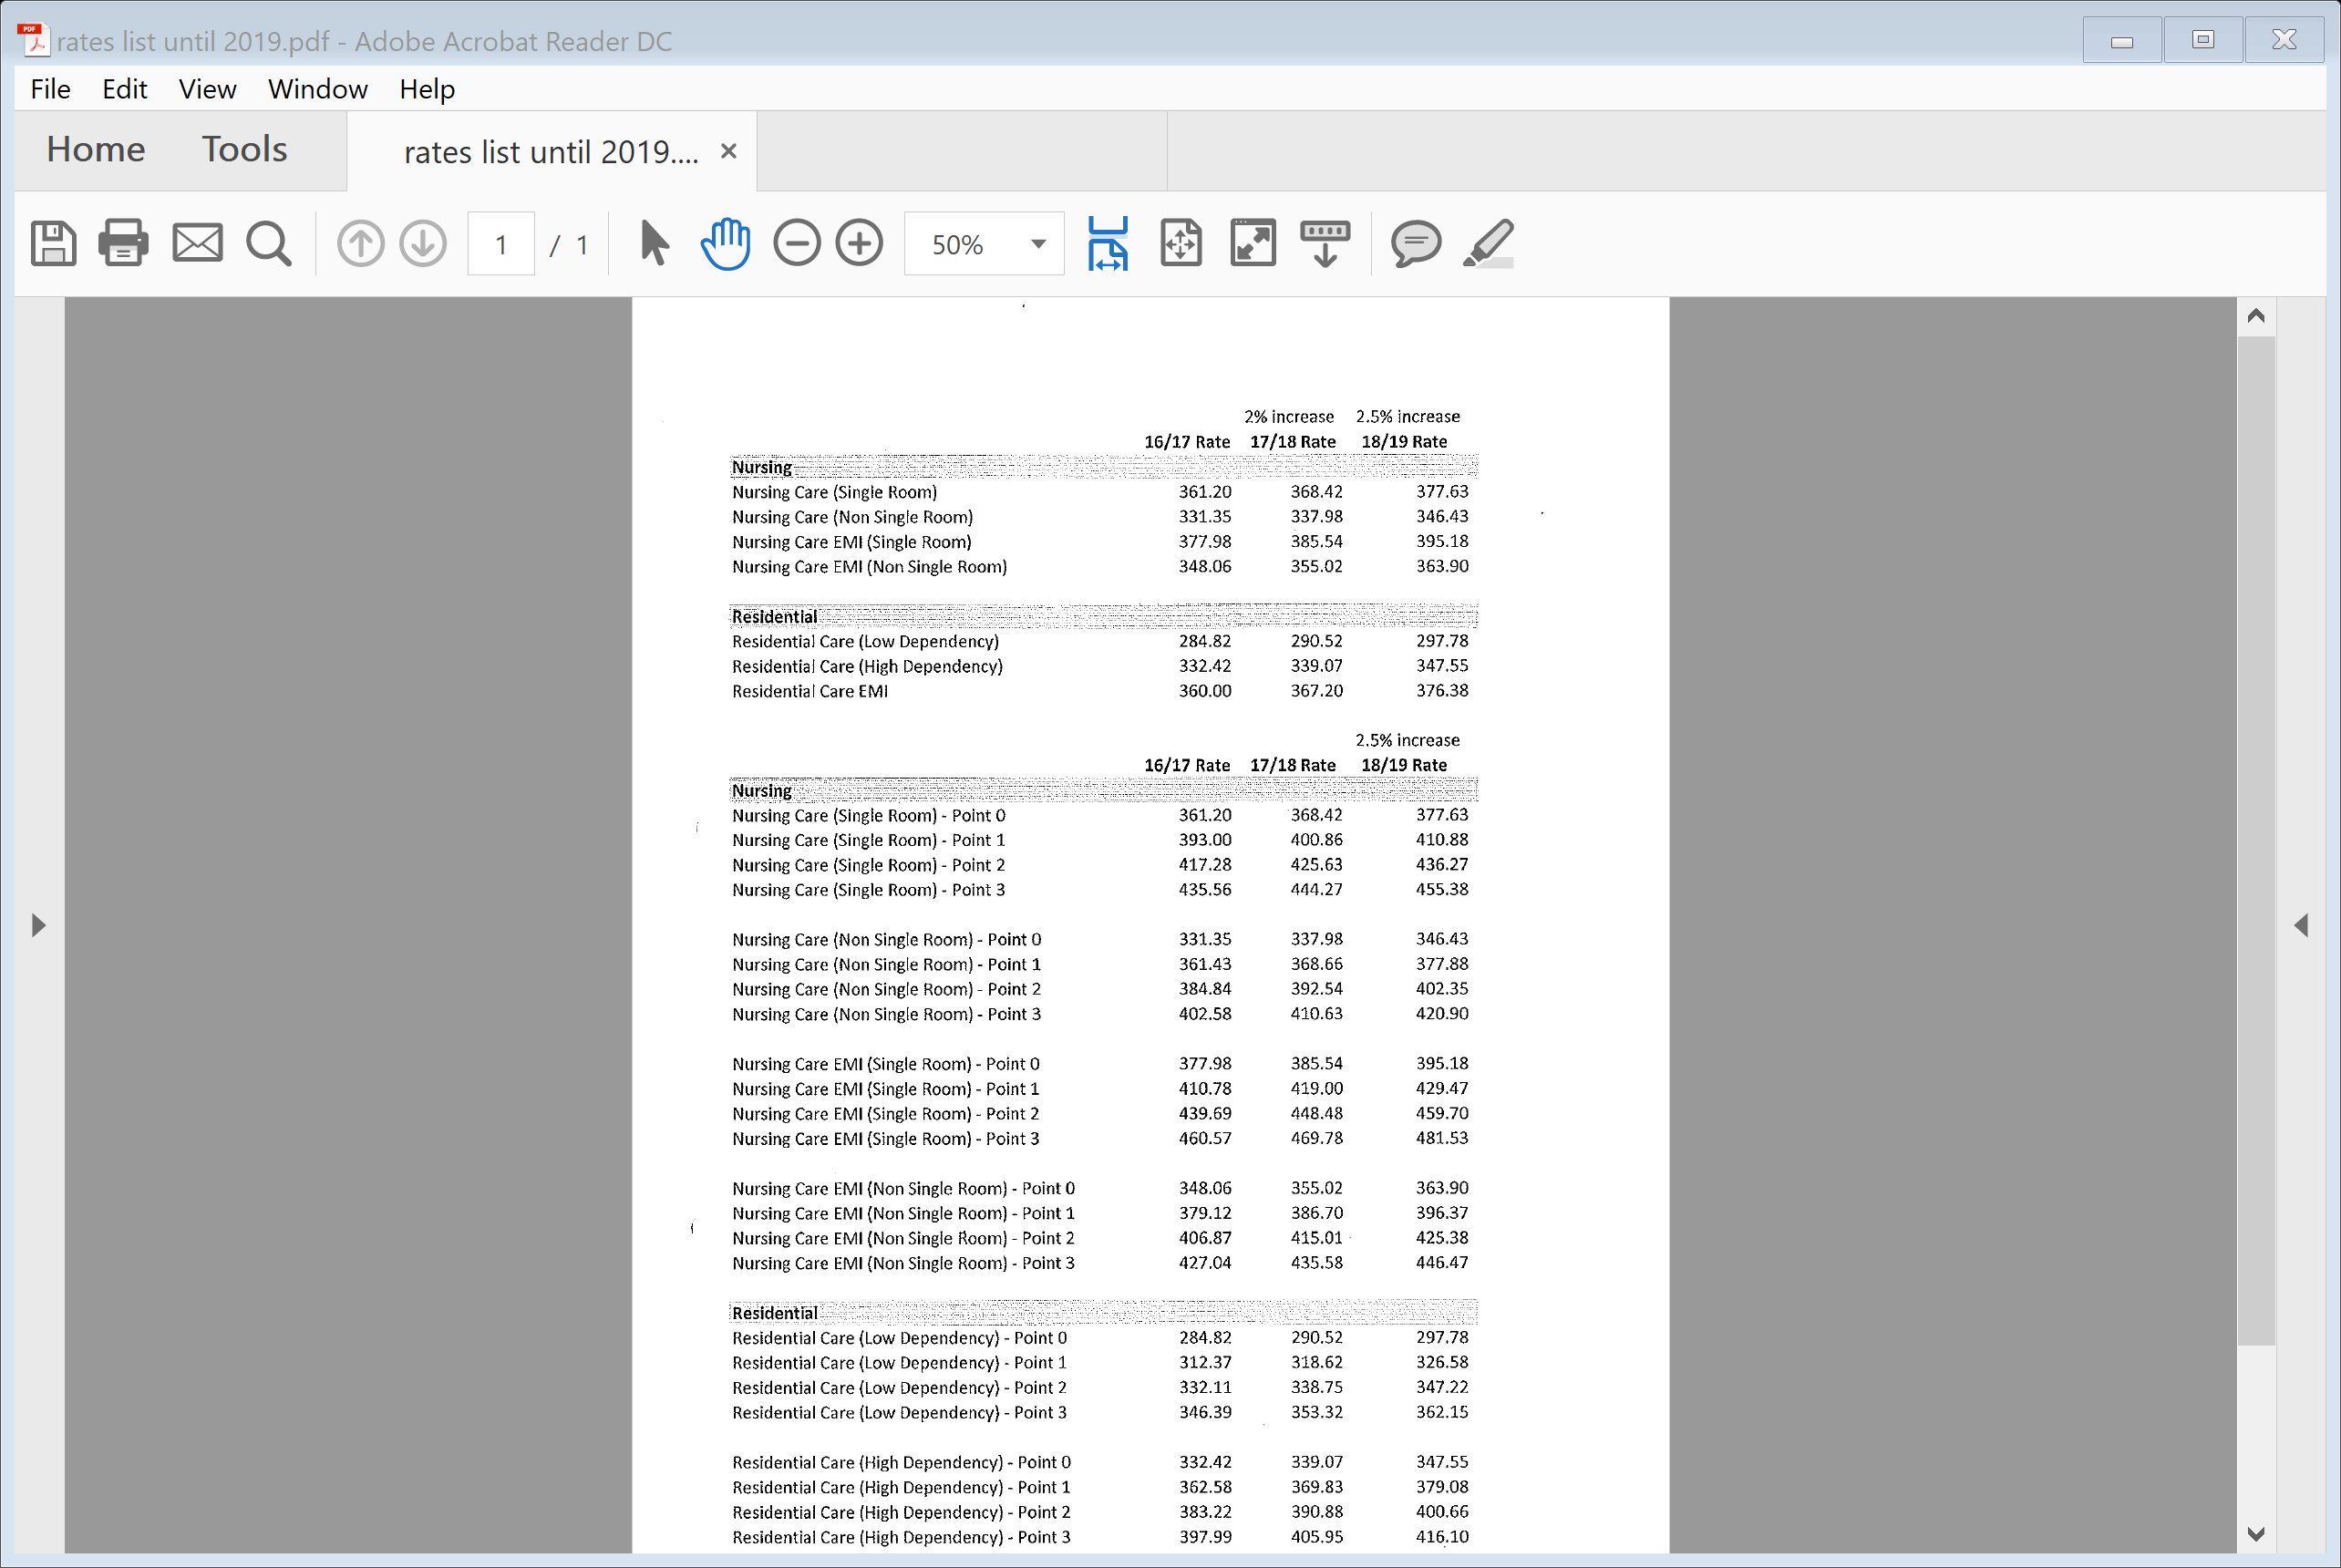 rates list until 2019.pdf - Adobe Acrobat Reader DC
File Edit View Window Help
Home Tools rates list until 2019.... ×
1 / 1 50%
2% increase 2.5% increase
16/17 Rate 17/18 Rate 18/19 Rate
Nursing
Nursing Care (Single Room) 361.20 368.42 377.63
Nursing Care (Non Single Room) 331.35 337.98 346.43
Nursing Care EMI (Single Room) 377.98 385.54 395.18
Nursing Care EMI (Non Single Room) 348.06 355.02 363.90
Residential
Residential Care (Low Dependency) 284.82 290.52 297.78
Residential Care (High Dependency) 332.42 339.07 347.55
Residential Care EMI 360.00 367.20 376.38
2.5% increase
16/17 Rate 17/18 Rate 18/19 Rate
Nursing
Nursing Care (Single Room) - Point 0 361.20 368.42 377.63
Nursing Care (Single Room) - Point 1 393.00 400.86 410.88
Nursing Care (Single Room) - Point 2 417.28 425.63 436.27
Nursing Care (Single Room) - Point 3 435.56 444.27 455.38
Nursing Care (Non Single Room) - Point 0 331.35 337.98 346.43
Nursing Care (Non Single Room) - Point 1 361.43 368.66 377.88
Nursing Care (Non Single Room) - Point 2 384.84 392.54 402.35
Nursing Care (Non Single Room) - Point 3 402.58 410.63 420.90
Nursing Care EMI (Single Room) - Point 0 377.98 385.54 395.18
Nursing Care EMI (Single Room) - Point 1 410.78 419.00 429.47
Nursing Care EMI (Single Room) - Point 2 439.69 448.48 459.70
Nursing Care EMI (Single Room) - Point 3 460.57 469.78 481.53
Nursing Care EMI (Non Single Room) - Point 0 348.06 355.02 363.90
Nursing Care EMI (Non Single Room) - Point 1 379.12 386.70 396.37
Nursing Care EMI (Non Single Room) - Point 2 406.87 415.01 425.38
Nursing Care EMI (Non Single Room) - Point 3 427.04 435.58 446.47
Residential
Residential Care (Low Dependency) - Point 0 284.82 290.52 297.78
Residential Care (Low Dependency) - Point 1 312.37 318.62 326.58
Residential Care (Low Dependency) - Point 2 332.11 338.75 347.22
Residential Care (Low Dependency) - Point 3 346.39 353.32 362.15
Residential Care (High Dependency) - Point 0 332.42 339.07 347.55
Residential Care (High Dependency) - Point 1 362.58 369.83 379.08
Residential Care (High Dependency) - Point 2 383.22 390.88 400.66
Residential Care (High Dependency) - Point 3 397.99 405.95 416.10